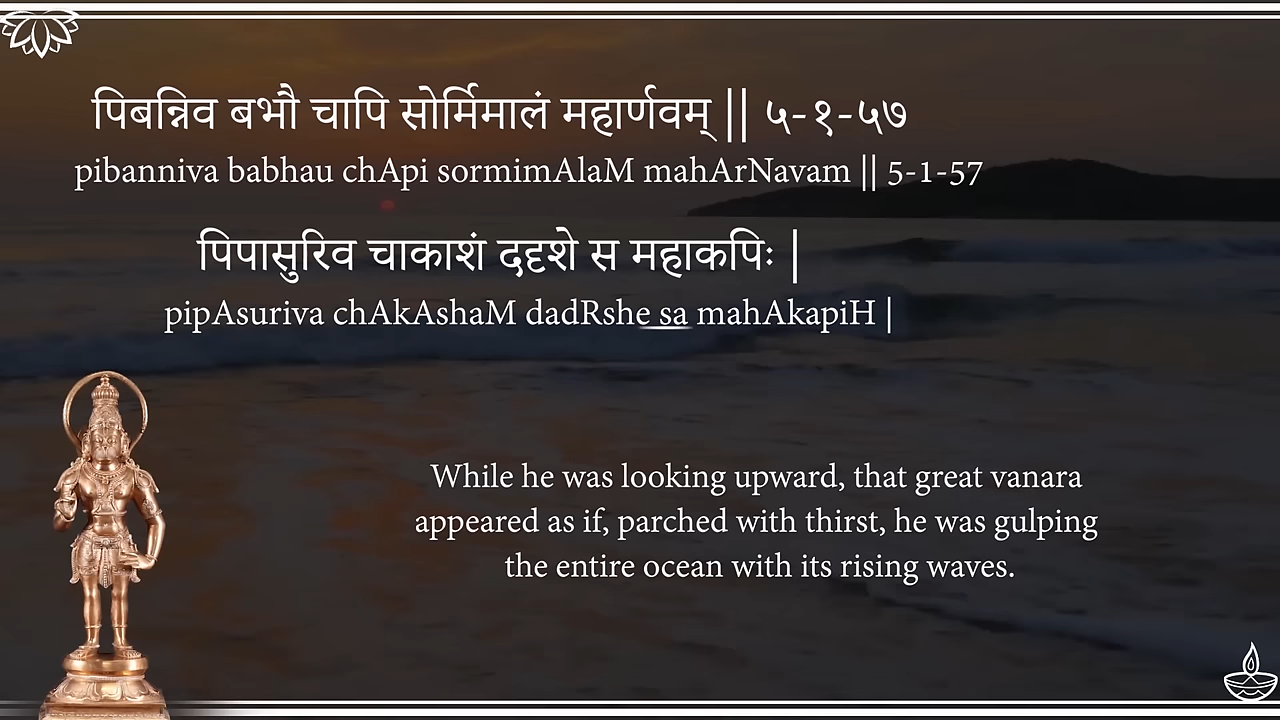 पिबन्निव बभौ चापि सोर्मिमालं महार्णवम् || ५-१-५७
pibanniva babhau chApi sormimAlaM mahArNavam || 5-1-57
पिपासुरिव चाकाशं ददृशे स महाकपिः |
pipAsuriva chAkAshaM dadRshe sa mahAkapiH |
While he was looking upward, that great vanara
appeared as if, parched with thirst, he was gulping
the entire ocean with its rising waves.